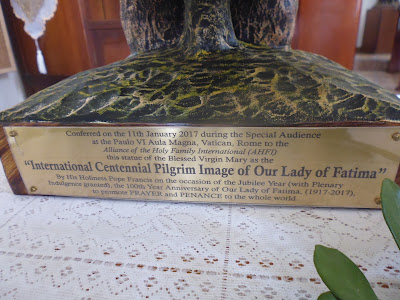 Conferred on the 11th January 2017 during the Special Audience
at the Paulo VI Aula Magna, Vatican, Rome to the
Alliance of the Holy Family International (AHFI)
this statue of the Blessed Virgin Mary as the
“International Centennial Pilgrim Image of Our Lady of Fatima”
By His Holiness Pope Francis on the occasion of the Jubilee Year (with Plenary
Indulgence granted), the 100th Year Anniversary of Our Lady of Fatima, (1917-2017),
to promote PRAYER and PENANCE to the whole world.